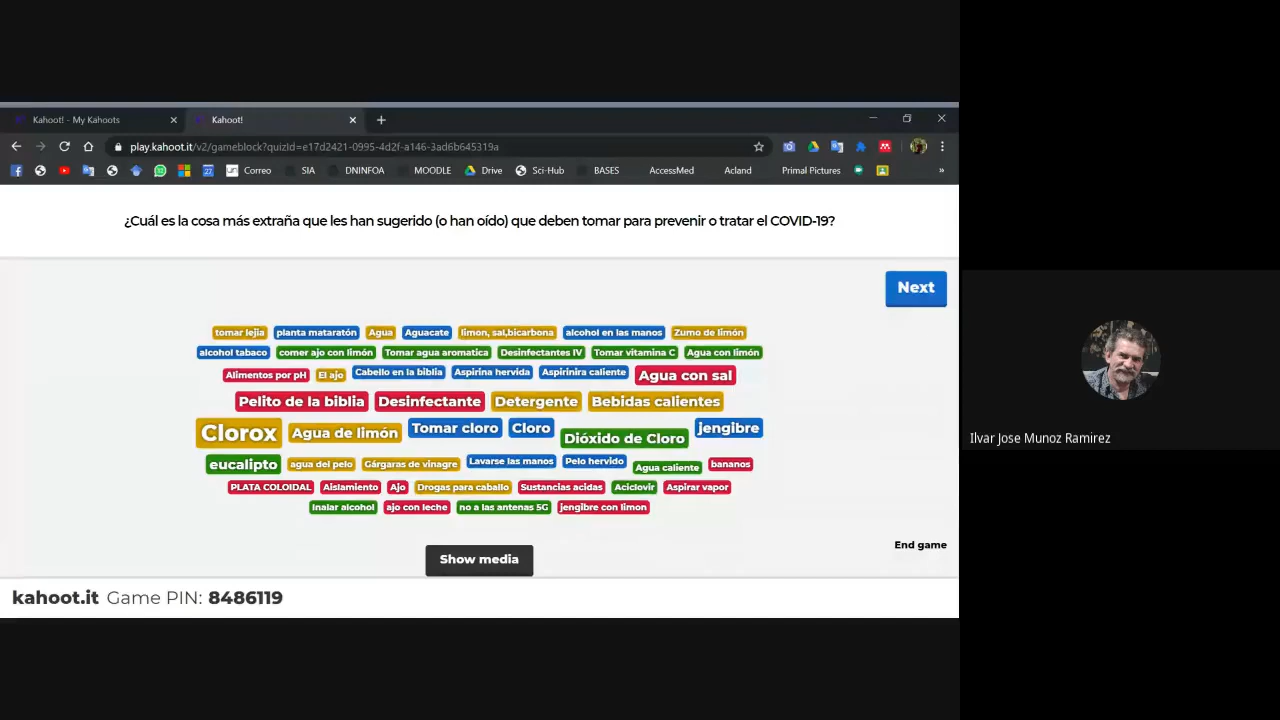 Kahoot! - My Kahoots
Kahoot!
play.kahoot.it/v2/gameblock?quizId=e17d2421-0995-4d2f-a146-3ad6b645319a
Correo SIA DNINFOA MOODLE Drive Sci-Hub BASES AccessMed Acland Primal Pictures »
¿Cuál es la cosa más extraña que les han sugerido (o han oído) que deben tomar para prevenir o tratar el COVID-19?
Next
tomar lejia planta mataratón Agua Aguacate limon, sal,bicarbona alcohol en las manos Zumo de limón
alcohol tabaco comer ajo con limón Tomar agua aromatica Desinfectantes IV Tomar vitamina C Agua con limón
Alimentos por pH El ajo Cabello en la biblia Aspirina hervida Aspirinira caliente Agua con sal
Pelito de la biblia Desinfectante Detergente Bebidas calientes
Clorox Agua de limón Tomar cloro Cloro Dióxido de Cloro jengibre
eucalipto agua del pelo Gárgaras de vinagre Lavarse las manos Pelo hervido Agua caliente bananos
PLATA COLOIDAL Aislamiento Ajo Drogas para caballo Sustancias acidas Aciclovir Aspirar vapor
Inalar alcohol ajo con leche no a las antenas 5G jengibre con limon
End game
Show media
kahoot.it Game PIN: 8486119
Ilvar Jose Munoz Ramirez